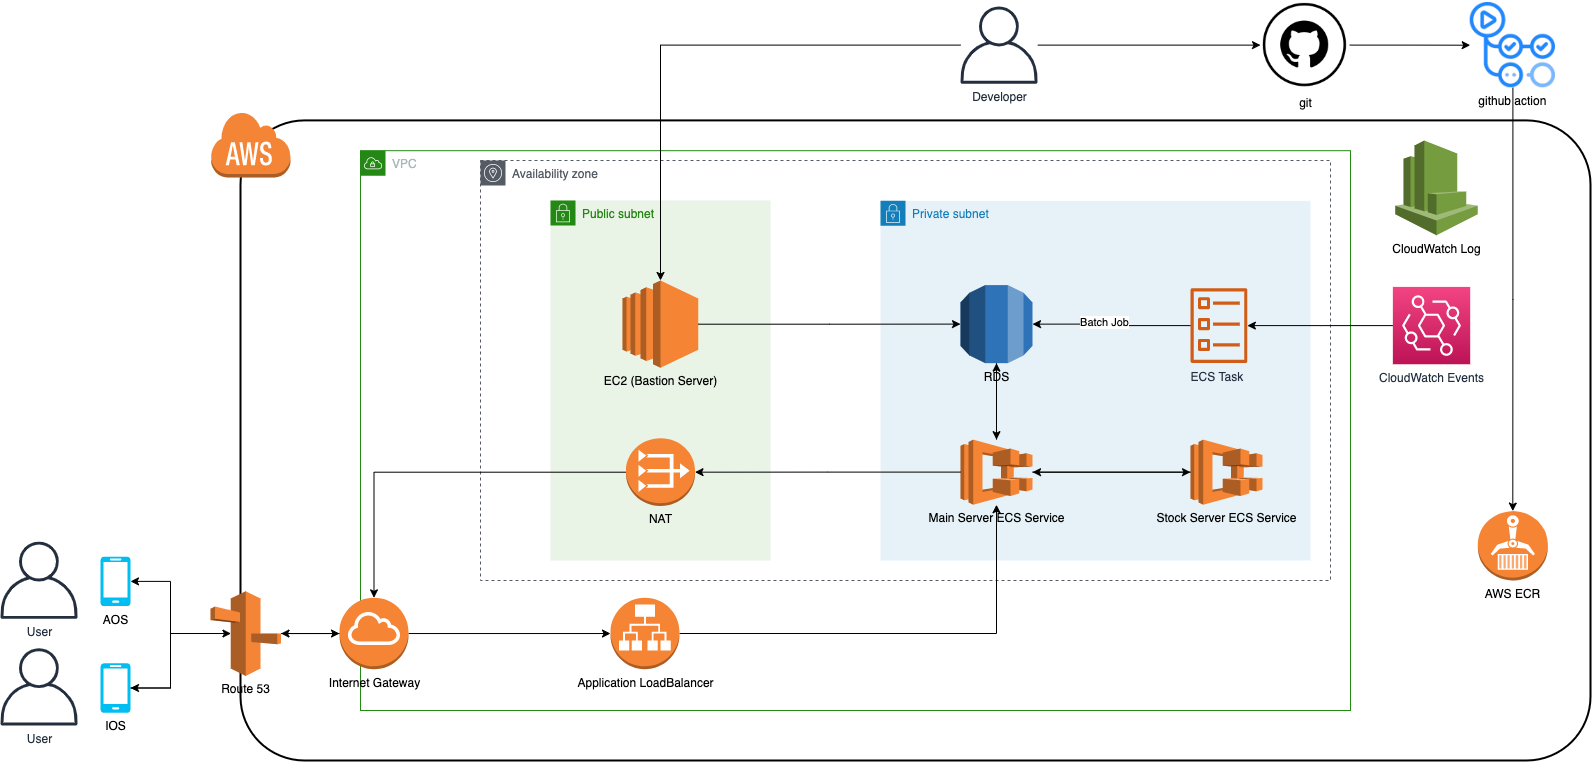 Developer
git
github action
AWS
VPC
Availability zone
Public subnet
Private subnet
CloudWatch Log
Batch Job
EC2 (Bastion Server)
RDS
ECS Task
CloudWatch Events
NAT
Main Server ECS Service
Stock Server ECS Service
AWS ECR
User
AOS
User
IOS
Route 53
Internet Gateway
Application LoadBalancer